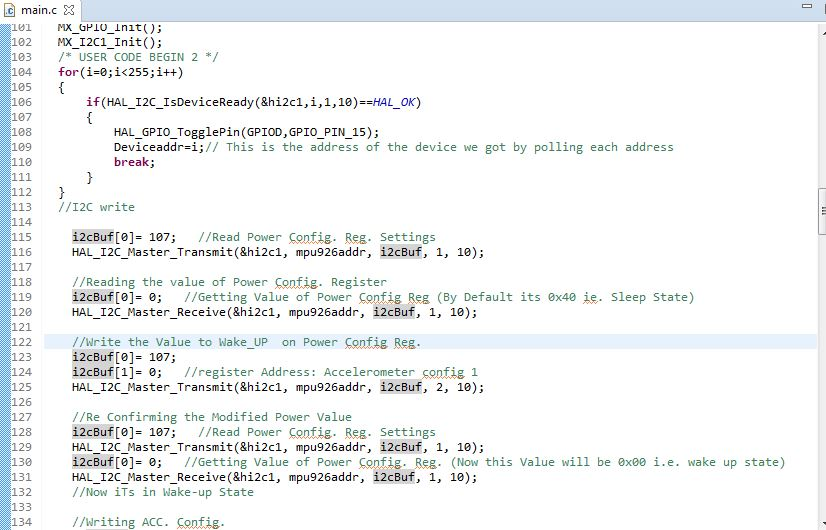 main.c
101 MX_GPIO_Init();
102 MX_I2C1_Init();
103 /* USER CODE BEGIN 2 */
104 for(i=0;i<255;i++)
105 {
106 if(HAL_I2C_IsDeviceReady(&hi2c1,i,1,10)==HAL_OK)
107 {
108 HAL_GPIO_TogglePin(GPIOD,GPIO_PIN_15);
109 Deviceaddr=i;// This is the address of the device we got by polling each address
110 break;
111 }
112 }
113 //I2C write
114
115 i2cBuf[0]= 107; //Read Power Config. Reg. Settings
116 HAL_I2C_Master_Transmit(&hi2c1, mpu926addr, i2cBuf, 1, 10);
117
118 //Reading the value of Power Config. Register
119 i2cBuf[0]= 0; //Getting Value of Power Config Reg (By Default its 0x40 ie. Sleep State)
120 HAL_I2C_Master_Receive(&hi2c1, mpu926addr, i2cBuf, 1, 10);
121
122 //Write the Value to Wake_UP on Power Config Reg.
123 i2cBuf[0]= 107;
124 i2cBuf[1]= 0; //register Address: Accelerometer config 1
125 HAL_I2C_Master_Transmit(&hi2c1, mpu926addr, i2cBuf, 2, 10);
126
127 //Re Confirming the Modified Power Value
128 i2cBuf[0]= 107; //Read Power Config. Reg. Settings
129 HAL_I2C_Master_Transmit(&hi2c1, mpu926addr, i2cBuf, 1, 10);
130 i2cBuf[0]= 0; //Getting Value of Power Config. Reg. (Now this Value will be 0x00 i.e. wake up state)
131 HAL_I2C_Master_Receive(&hi2c1, mpu926addr, i2cBuf, 1, 10);
132 //Now iTs in Wake-up State
133
134 //Writing ACC. Config.